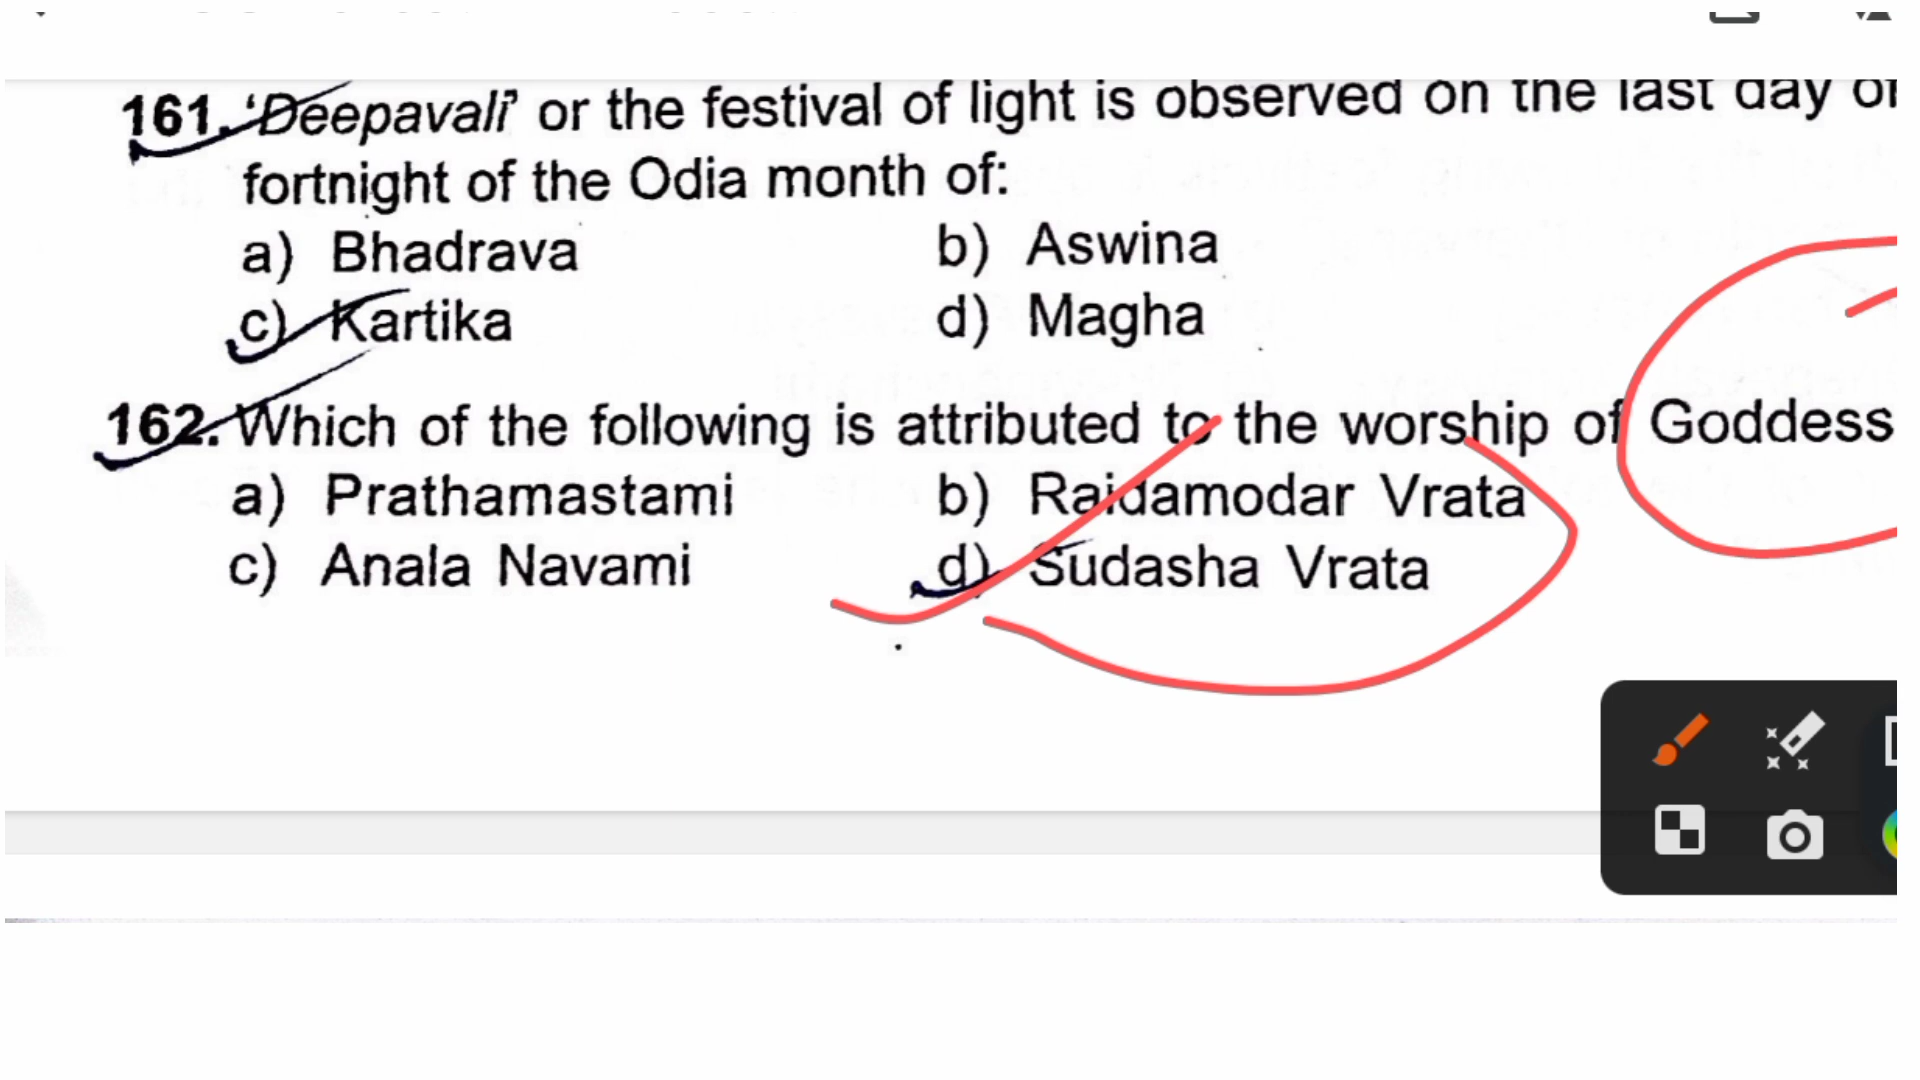 161. 'Deepavali' or the festival of light is observed on the last day of
fortnight of the Odia month of:
a) Bhadrava
b) Aswina
c) Kartika
d) Magha
162. Which of the following is attributed to the worship of Goddess
a) Prathamastami
b) Raidamodar Vrata
c) Anala Navami
d) Sudasha Vrata